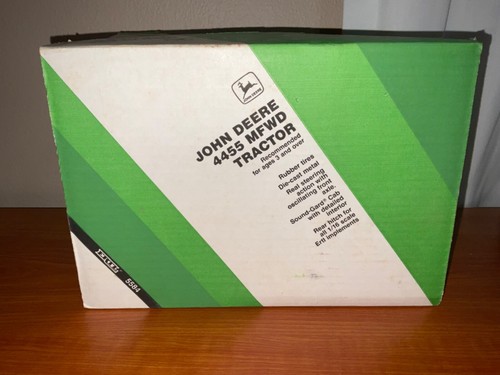 JOHN DEERE
JOHN DEERE
4455 MFWD
TRACTOR
Recommended
for ages 3 and over
Rubber tires
Die-cast metal
Real steering
action with
oscillating front
axle.
Sound-Gard® Cab
with detailed
interior
Rear hitch for
all 1/16 scale
Ertl implements
ERTL 5584